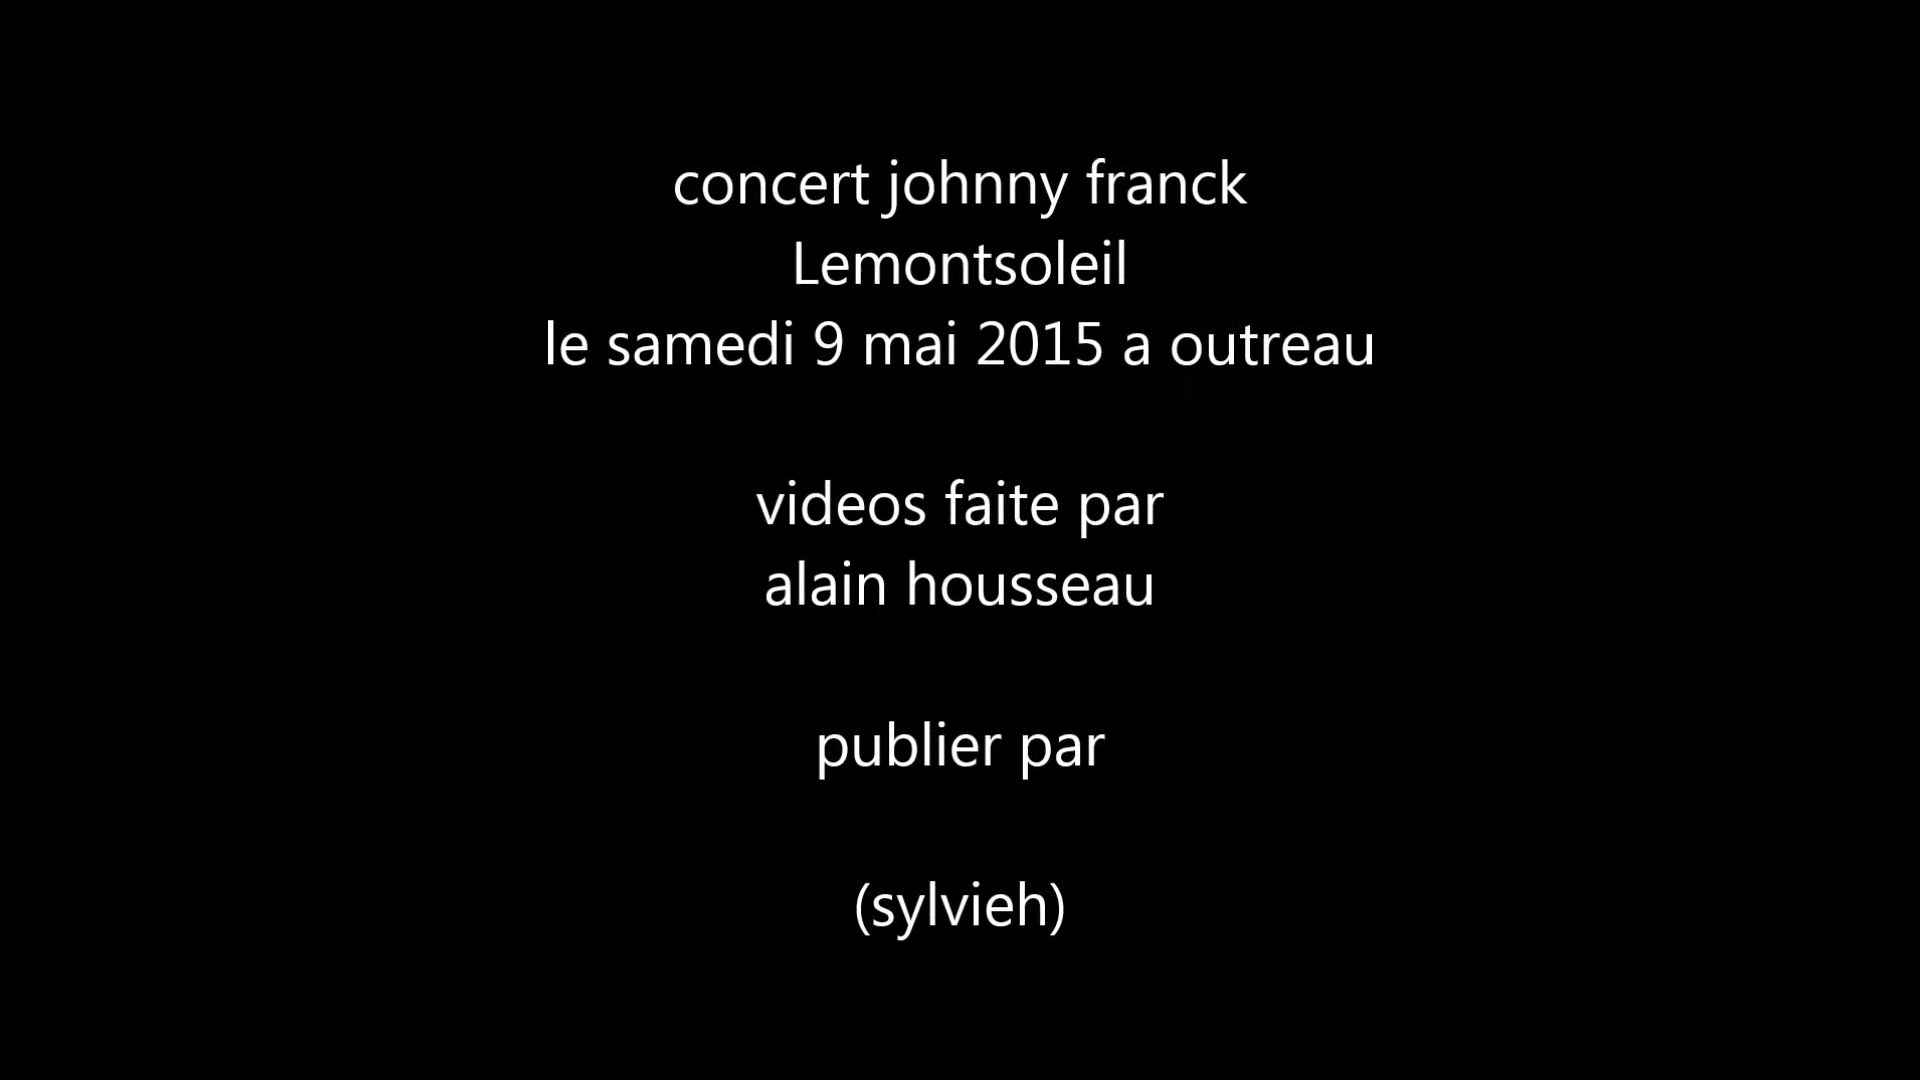 concert johnny franck
Lemontsoleil
le samedi 9 mai 2015 a outreau
videos faite par
alain housseau
publier par
(sylvieh)